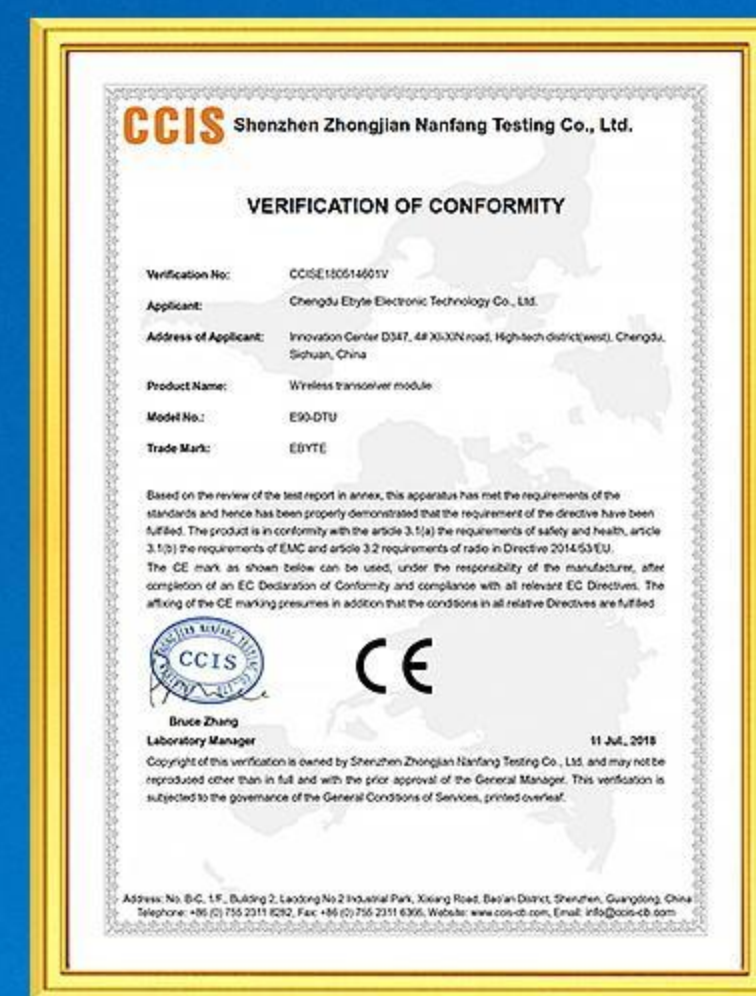 CCIS Shenzhen Zhongjian Nanfang Testing Co., Ltd.
VERIFICATION OF CONFORMITY
Verification No: CCISE180514601V
Applicant: Chengdu Ebyte Electronic Technology Co., Ltd.
Address of Applicant: Innovation Center D347, 4# XI-XIN road, High-tech district(west), Chengdu,
Sichuan, China
Product Name: Wireless transceiver module
Model No.: E90-DTU
Trade Mark: EBYTE
Based on the review of the test report in annex, this apparatus has met the requirements of the
standards and hence has been properly demonstrated that the requirement of the directive have been
fulfilled. The product is in conformity with the article 3.1(a) the requirements of safety and health, article
3.1(b) the requirements of EMC and article 3.2 requirements of radio in Directive 2014/53/EU.
The CE mark as shown below can be used, under the responsibility of the manufacturer, after
completion of an EC Declaration of Conformity and compliance with all relevant EC Directives. The
affixing of the CE marking presumes in addition that the conditions in all relative Directives are fulfilled
CCIS
CE
Bruce Zhang
Laboratory Manager 11 Jul., 2018
Copyright of this verification is owned by Shenzhen Zhongjian Nanfang Testing Co., Ltd. and may not be
reproduced other than in full and with the prior approval of the General Manager. This verification is
subjected to the governance of the General Conditions of Services, printed overleaf.
Address: No. B-C, 1/F., Building 2, Laodong No.2 Industrial Park, Xixiang Road, Bao'an District, Shenzhen, Guangdong, China
Telephone: +86 (0) 755 2311 8282, Fax: +86 (0) 755 2311 6366, Website: www.ccis-cb.com, Email: info@ccis-cb.com